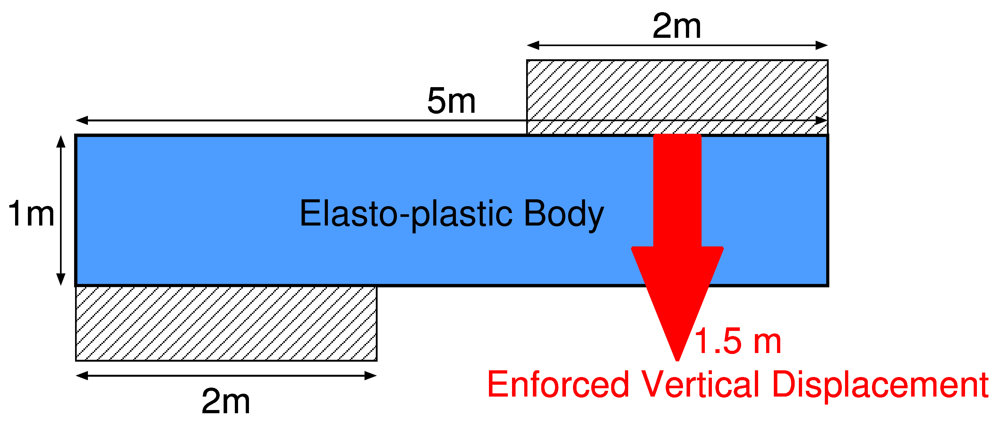 2m
5m
1m
Elasto-plastic Body
1.5 m
Enforced Vertical Displacement
2m